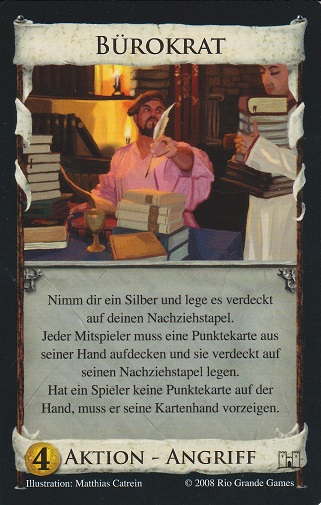 BÜROKRAT
Nimm dir ein Silber und lege es verdeckt
auf deinen Nachziehstapel.
Jeder Mitspieler muss eine Punktekarte aus
seiner Hand aufdecken und sie verdeckt auf
seinen Nachziehstapel legen.
Hat ein Spieler keine Punktekarte auf der
Hand, muss er seine Kartenhand vorzeigen.
4 AKTION - ANGRIFF
Illustration: Matthias Catrein © 2008 Rio Grande Games